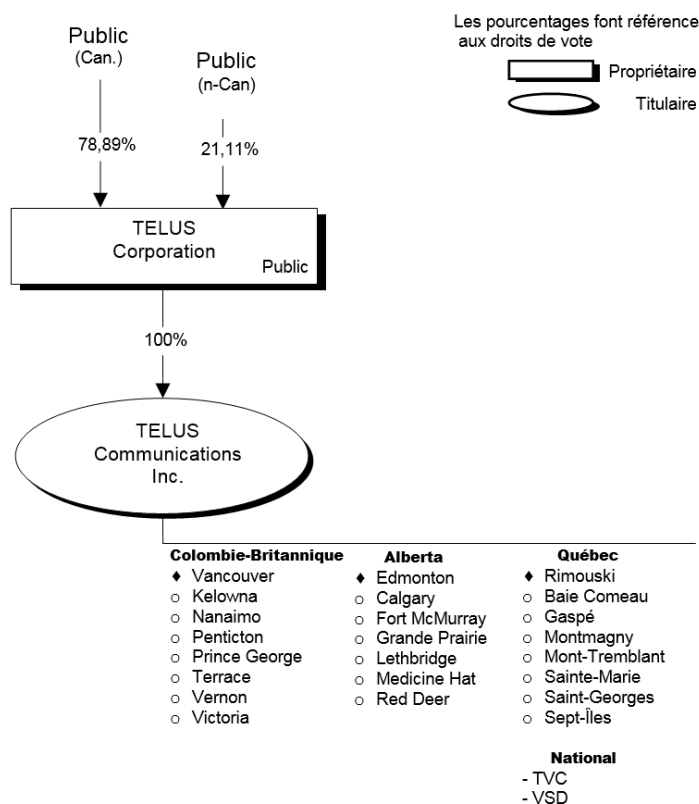 Les pourcentages font référence
aux droits de vote
Propriétaire
Titulaire
Public
(Can.)
Public
(n-Can)
78,89%
21,11%
TELUS
Corporation
Public
100%
TELUS
Communications
Inc.
Colombie-Britannique
♦ Vancouver
○ Kelowna
○ Nanaimo
○ Penticton
○ Prince George
○ Terrace
○ Vernon
○ Victoria
Alberta
♦ Edmonton
○ Calgary
○ Fort McMurray
○ Grande Prairie
○ Lethbridge
○ Medicine Hat
○ Red Deer
Québec
♦ Rimouski
○ Baie Comeau
○ Gaspé
○ Montmagny
○ Mont-Tremblant
○ Sainte-Marie
○ Saint-Georges
○ Sept-Îles
National
- TVC
- VSD